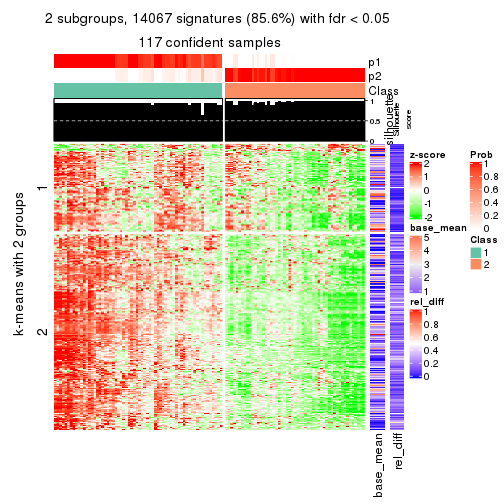 2 subgroups, 14067 signatures (85.6%) with fdr < 0.05
117 confident samples
p1
p2
Class
1
0.5
0
silhouette
Silhouette
score
k-means with 2 groups
1
2
base_mean
rel_diff
z-score
2
1
0
-1
-2
base_mean
5
4
3
2
1
rel_diff
1
0.8
0.6
0.4
0.2
0
Prob
1
0.8
0.6
0.4
0.2
0
Class
1
2